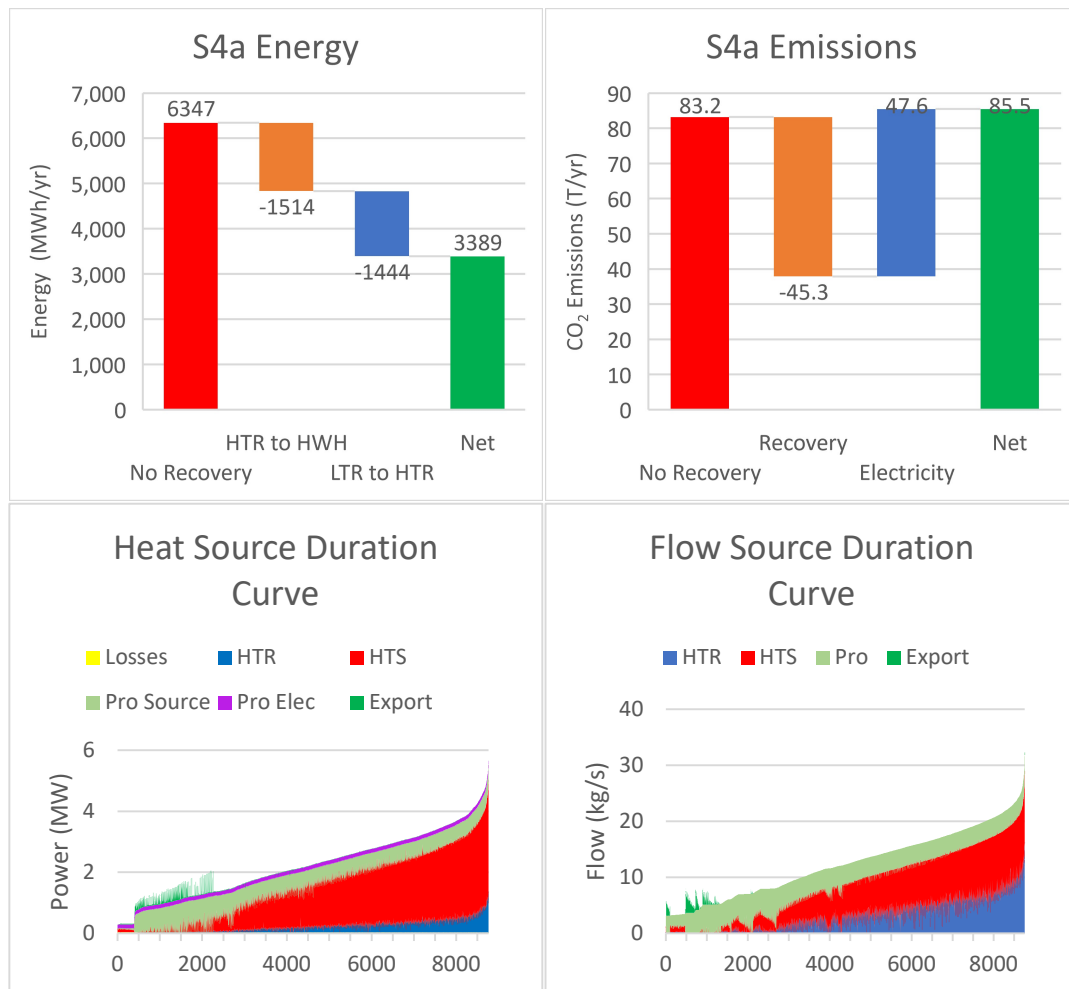 S4a Energy
7,000
6,000
5,000
4,000
3,000
2,000
1,000
0
Energy (MWh/yr)
6347
-1514
-1444
3389
HTR to HWH
Net
No Recovery
LTR to HTR
S4a Emissions
90
80
70
60
50
40
30
20
10
0
CO2 Emissions (T/yr)
83.2
-45.3
47.6
85.5
Recovery
Net
No Recovery
Electricity
Heat Source Duration
Curve
Losses HTR HTS
Pro Source Pro Elec Export
6
4
2
0
Power (MW)
0 2000 4000 6000 8000
Flow Source Duration
Curve
HTR HTS Pro Export
40
30
20
10
0
Flow (kg/s)
0 2000 4000 6000 8000